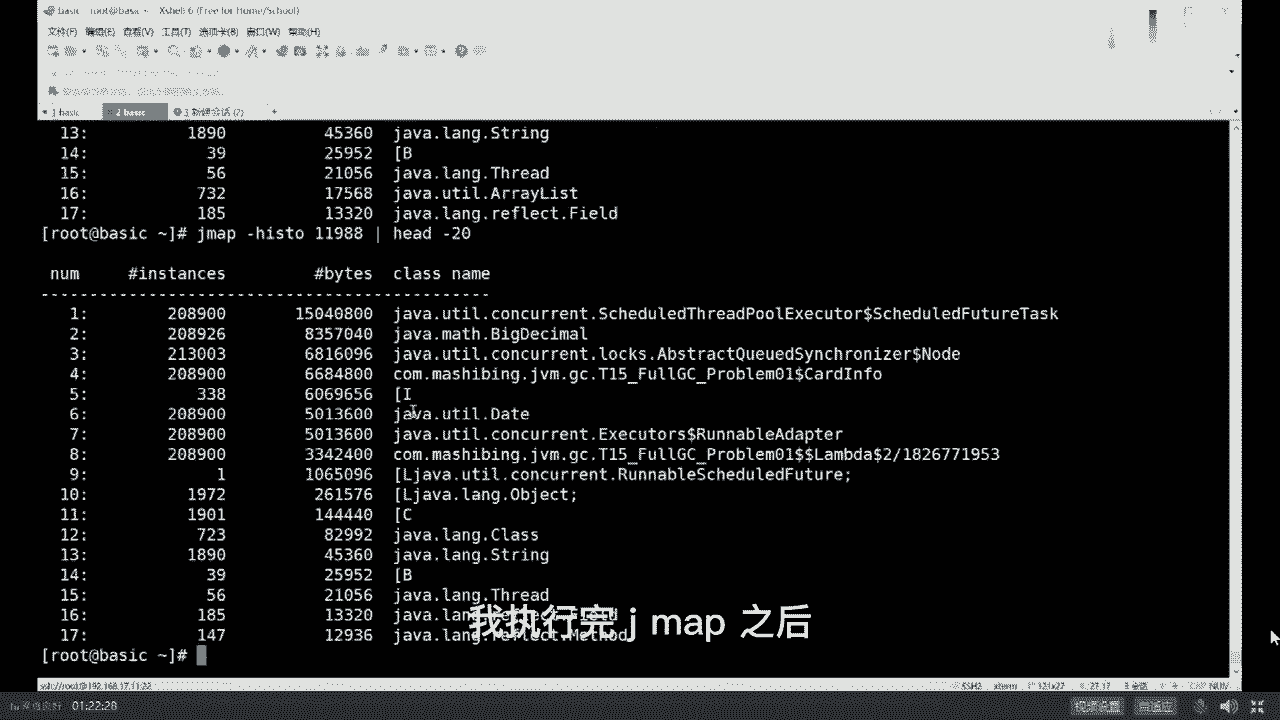 basic - root@basic - Xshell 6 (Free for Home/School)
文件(F) 编辑(E) 查看(V) 工具(T) 选项卡(B) 窗口(W) 帮助(H)
1 basic 2 basic 3 新建会话 (2) +
13: 1890 45360 java.lang.String
14: 39 25952 [B
15: 56 21056 java.lang.Thread
16: 732 17568 java.util.ArrayList
17: 185 13320 java.lang.reflect.Field
[root@basic ~]# jmap -histo 11988 | head -20
num #instances #bytes class name
----------------------------------------------
1: 208900 15040800 java.util.concurrent.ScheduledThreadPoolExecutor$ScheduledFutureTask
2: 208926 8357040 java.math.BigDecimal
3: 213003 6816096 java.util.concurrent.locks.AbstractQueuedSynchronizer$Node
4: 208900 6684800 com.mashibing.jvm.gc.T15_FullGC_Problem01$CardInfo
5: 338 6069656 [I
6: 208900 5013600 java.util.Date
7: 208900 5013600 java.util.concurrent.Executors$RunnableAdapter
8: 208900 3342400 com.mashibing.jvm.gc.T15_FullGC_Problem01$$Lambda$2/1826771953
9: 1 1065096 [Ljava.util.concurrent.RunnableScheduledFuture;
10: 1972 261576 [Ljava.lang.Object;
11: 1901 144440 [C
12: 723 82992 java.lang.Class
13: 1890 45360 java.lang.String
14: 39 25952 [B
15: 56 21056 java.lang.Thread
16: 185 13320 java.lang.reflect.Field
17: 147 12936 java.lang.reflect.Method
我执行完 j map 之后
[root@basic ~]#
ssh://root@192.168.17.11:22 SSH2 xterm 121x27 27,17
01:22:28